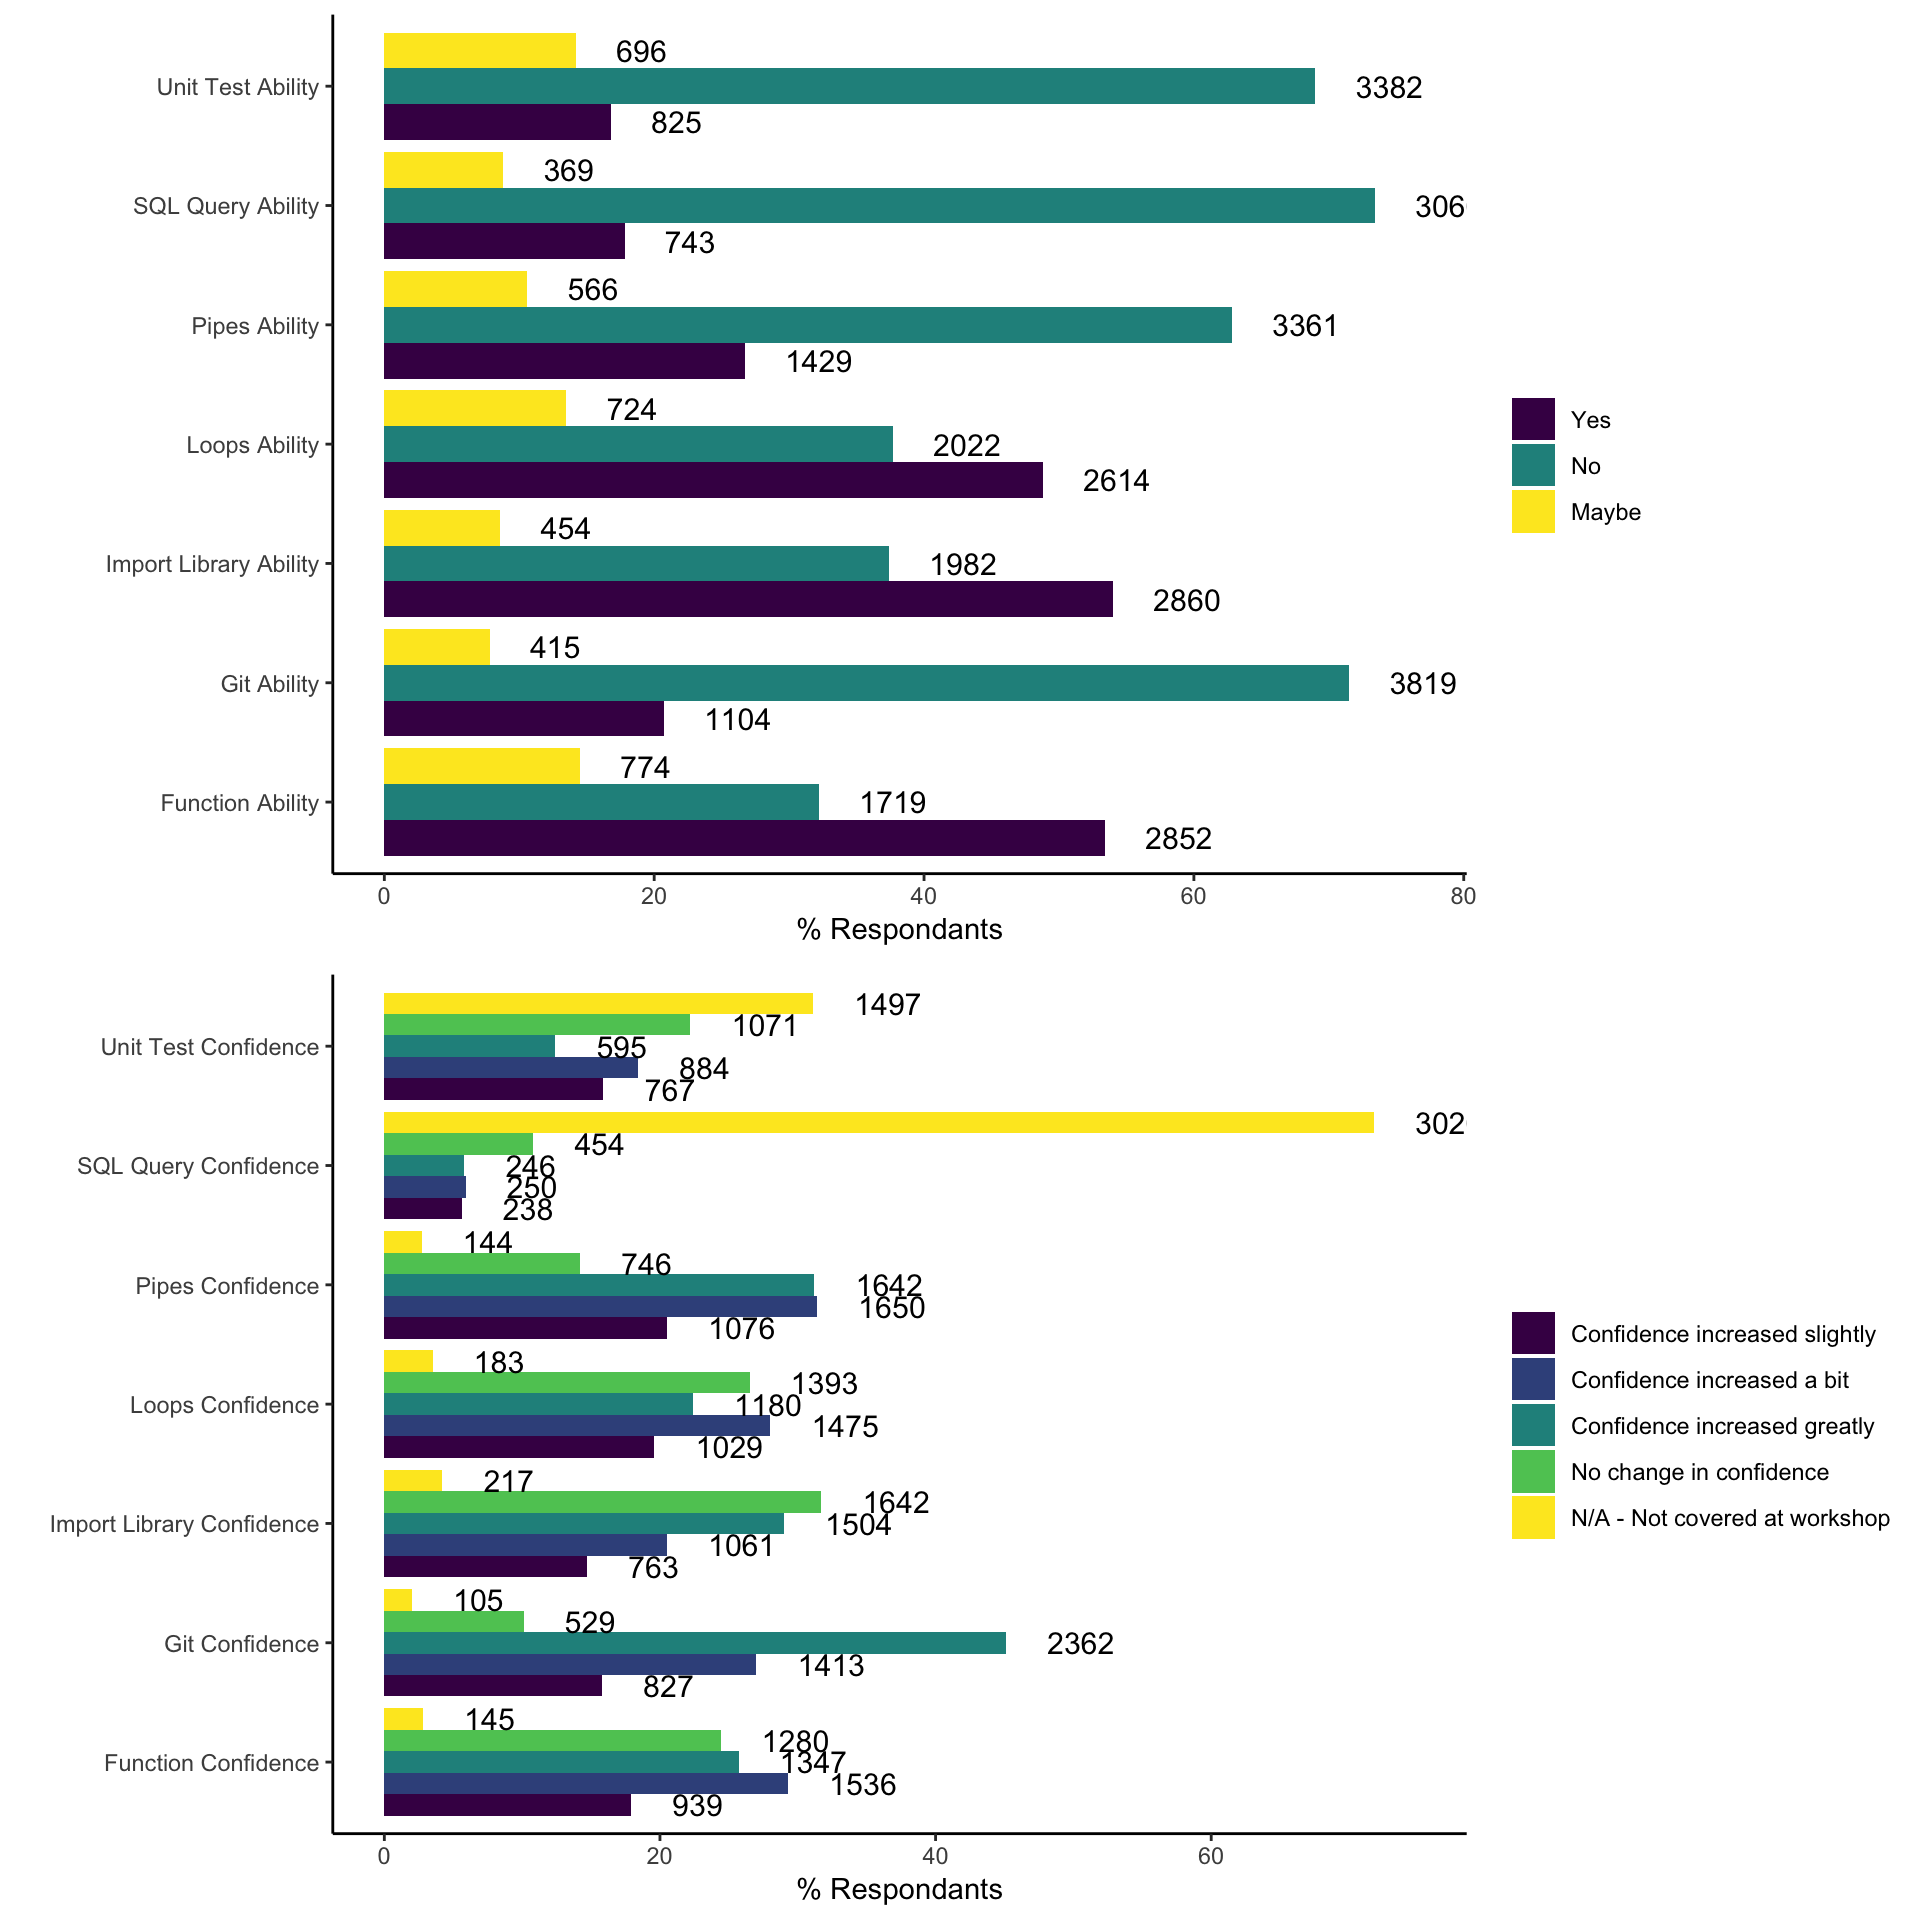 696
Unit Test Ability
3382
825
369
SQL Query Ability
743
566
Pipes Ability
3361
1429
724
Loops Ability
2022
2614
454
Import Library Ability
1982
2860
415
Git Ability
3819
1104
774
Function Ability
1719
2852
0 20 40 60 80
% Respondants
Yes
No
Maybe
1497
1071
Unit Test Confidence
595
884
767
454
SQL Query Confidence
246
250
238
144
746
Pipes Confidence
1642
1650
1076
183
1393
Loops Confidence
1180
1475
1029
217
1642
Import Library Confidence
1504
1061
763
105
529
Git Confidence
2362
1413
827
145
1280
Function Confidence
1347
1536
939
0 20 40 60
% Respondants
Confidence increased slightly
Confidence increased a bit
Confidence increased greatly
No change in confidence
N/A - Not covered at workshop